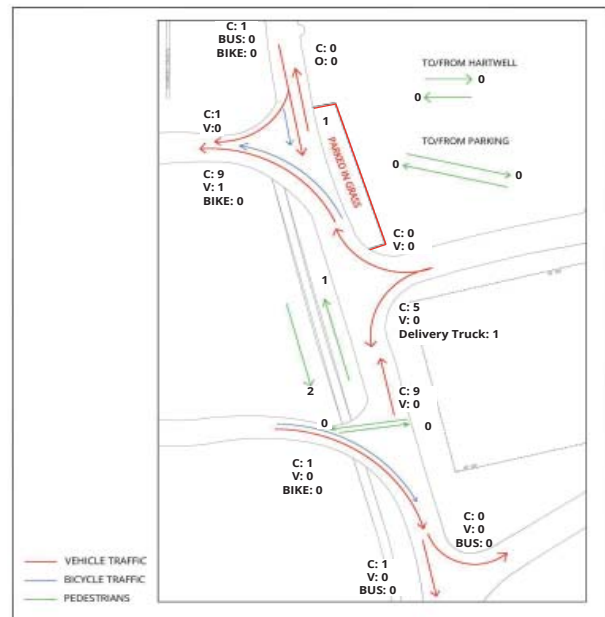 C: 1
BUS: 0
BIKE: 0
C: 0
O: 0
TO/FROM HARTWELL
0
0
C:1
V:0
1
PARKED IN GRASS
TO/FROM PARKING
0
0
C: 9
V: 1
BIKE: 0
C: 0
V: 0
1
C: 5
V: 0
Delivery Truck: 1
2
C: 9
V: 0
0
0
C: 1
V: 0
BIKE: 0
C: 0
V: 0
BUS: 0
C: 1
V: 0
BUS: 0
VEHICLE TRAFFIC
BICYCLE TRAFFIC
PEDESTRIANS